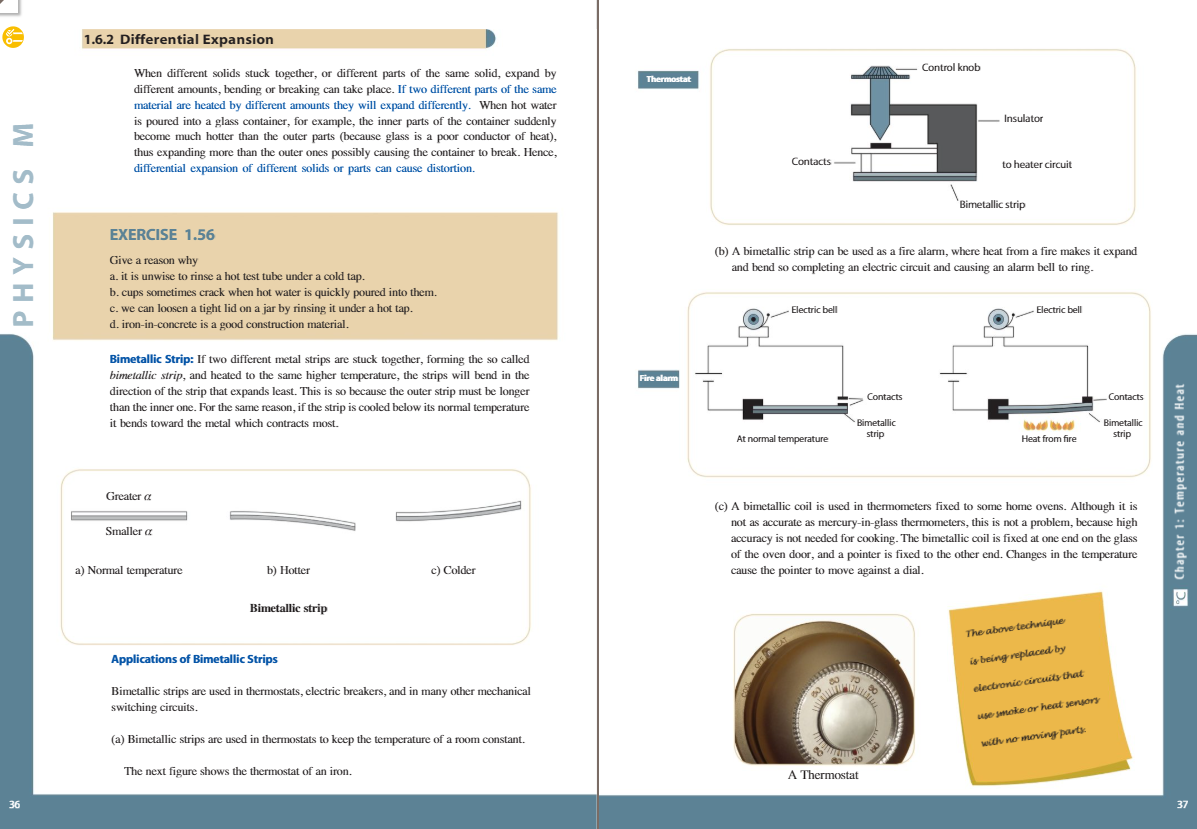 1.6.2 Differential Expansion
When different solids stuck together, or different parts of the same solid, expand by
different amounts, bending or breaking can take place. If two different parts of the same
material are heated by different amounts they will expand differently. When hot water
is poured into a glass container, for example, the inner parts of the container suddenly
become much hotter than the outer parts (because glass is a poor conductor of heat),
thus expanding more than the outer ones possibly causing the container to break. Hence,
differential expansion of different solids or parts can cause distortion.
PHYSICS M
EXERCISE 1.56
Give a reason why
a. it is unwise to rinse a hot test tube under a cold tap.
b. cups sometimes crack when hot water is quickly poured into them.
c. we can loosen a tight lid on a jar by rinsing it under a hot tap.
d. iron-in-concrete is a good construction material.
Bimetallic Strip: If two different metal strips are stuck together, forming the so called
bimetallic strip, and heated to the same higher temperature, the strips will bend in the
direction of the strip that expands least. This is so because the outer strip must be longer
than the inner one. For the same reason, if the strip is cooled below its normal temperature
it bends toward the metal which contracts most.
Greater α
Smaller α
a) Normal temperature
b) Hotter
c) Colder
Bimetallic strip
Applications of Bimetallic Strips
Bimetallic strips are used in thermostats, electric breakers, and in many other mechanical
switching circuits.
(a) Bimetallic strips are used in thermostats to keep the temperature of a room constant.
The next figure shows the thermostat of an iron.
36
Thermostat
Control knob
Insulator
Contacts
to heater circuit
Bimetallic strip
(b) A bimetallic strip can be used as a fire alarm, where heat from a fire makes it expand
and bend so completing an electric circuit and causing an alarm bell to ring.
Fire alarm
Electric bell
Contacts
Bimetallic
strip
At normal temperature
Electric bell
Contacts
Bimetallic
strip
Heat from fire
(c) A bimetallic coil is used in thermometers fixed to some home ovens. Although it is
not as accurate as mercury-in-glass thermometers, this is not a problem, because high
accuracy is not needed for cooking. The bimetallic coil is fixed at one end on the glass
of the oven door, and a pointer is fixed to the other end. Changes in the temperature
cause the pointer to move against a dial.
COOL OFF HEAT
60 70 80
A Thermostat
The above technique
is being replaced by
electronic circuits that
use smoke or heat sensors
with no moving parts.
°C Chapter 1: Temperature and Heat
37